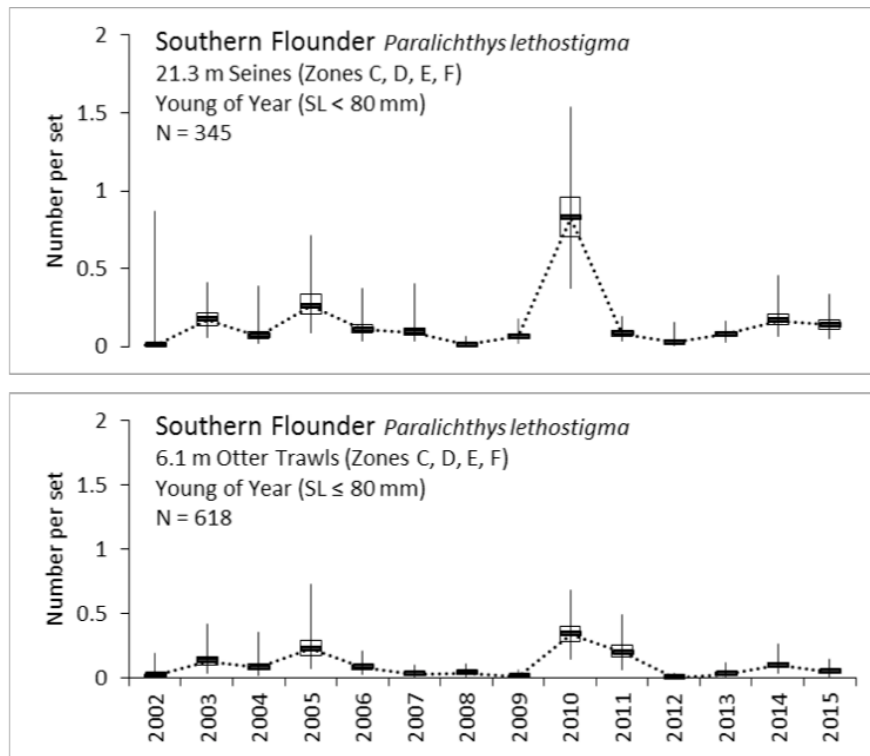 Southern Flounder Paralichthys lethostigma
21.3 m Seines (Zones C, D, E, F)
Young of Year (SL < 80 mm)
N = 345
Number per set
2
1.5
1
0.5
0
Southern Flounder Paralichthys lethostigma
6.1 m Otter Trawls (Zones C, D, E, F)
Young of Year (SL ≤ 80 mm)
N = 618
Number per set
2
1.5
1
0.5
0
2002
2003
2004
2005
2006
2007
2008
2009
2010
2011
2012
2013
2014
2015